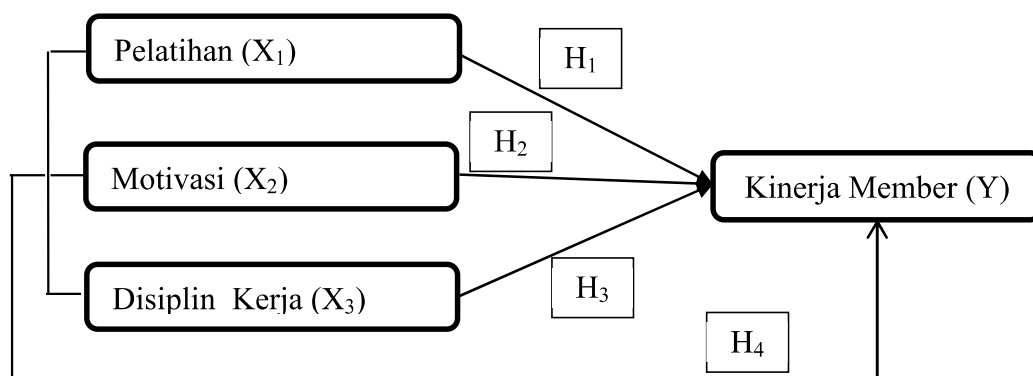 Pelatihan (X₁)
H₁
H₂
Motivasi (X₂)
Kinerja Member (Y)
Disiplin Kerja (X₃)
H₃
H₄